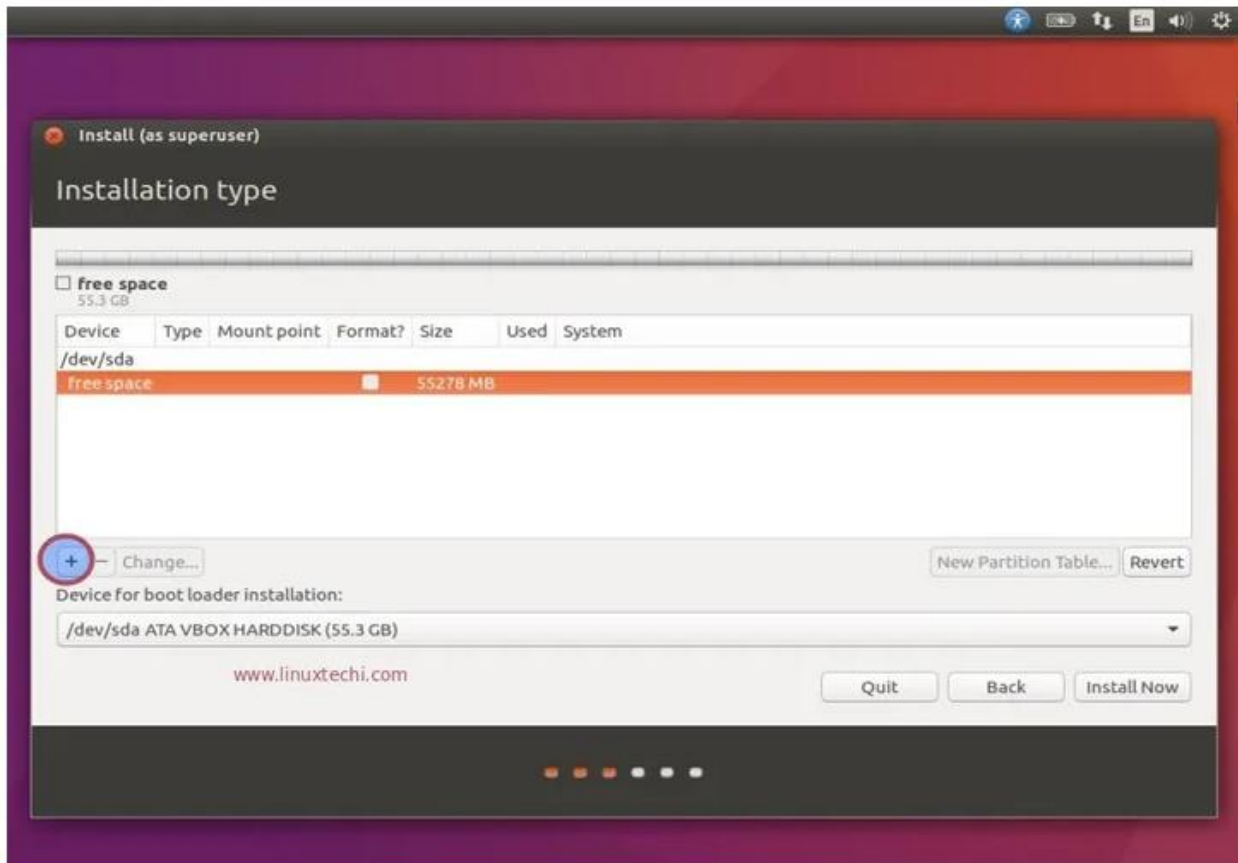 En
Install (as superuser)
Installation type
free space
55.3 GB
Device Type Mount point Format? Size Used System
/dev/sda
free space 55278 MB
+ − Change... New Partition Table... Revert
Device for boot loader installation:
/dev/sda ATA VBOX HARDDISK (55.3 GB)
www.linuxtechi.com
Quit Back Install Now